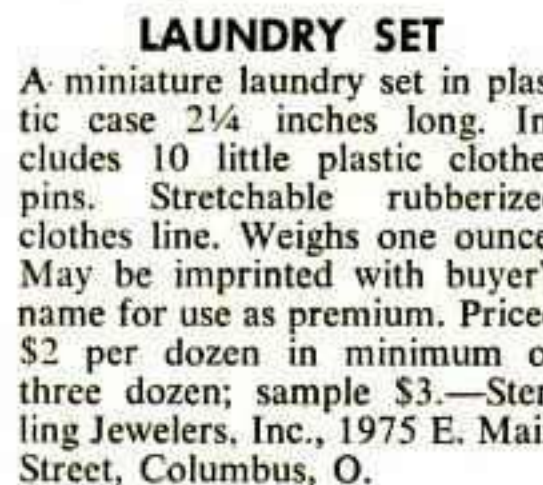 LAUNDRY SET
A miniature laundry set in plas
tic case 2¼ inches long. In
cludes 10 little plastic clothe
pins. Stretchable rubberize
clothes line. Weighs one ounce
May be imprinted with buyer'
name for use as premium. Price
$2 per dozen in minimum o
three dozen; sample $3.—Ster
ling Jewelers, Inc., 1975 E. Mai
Street, Columbus, O.